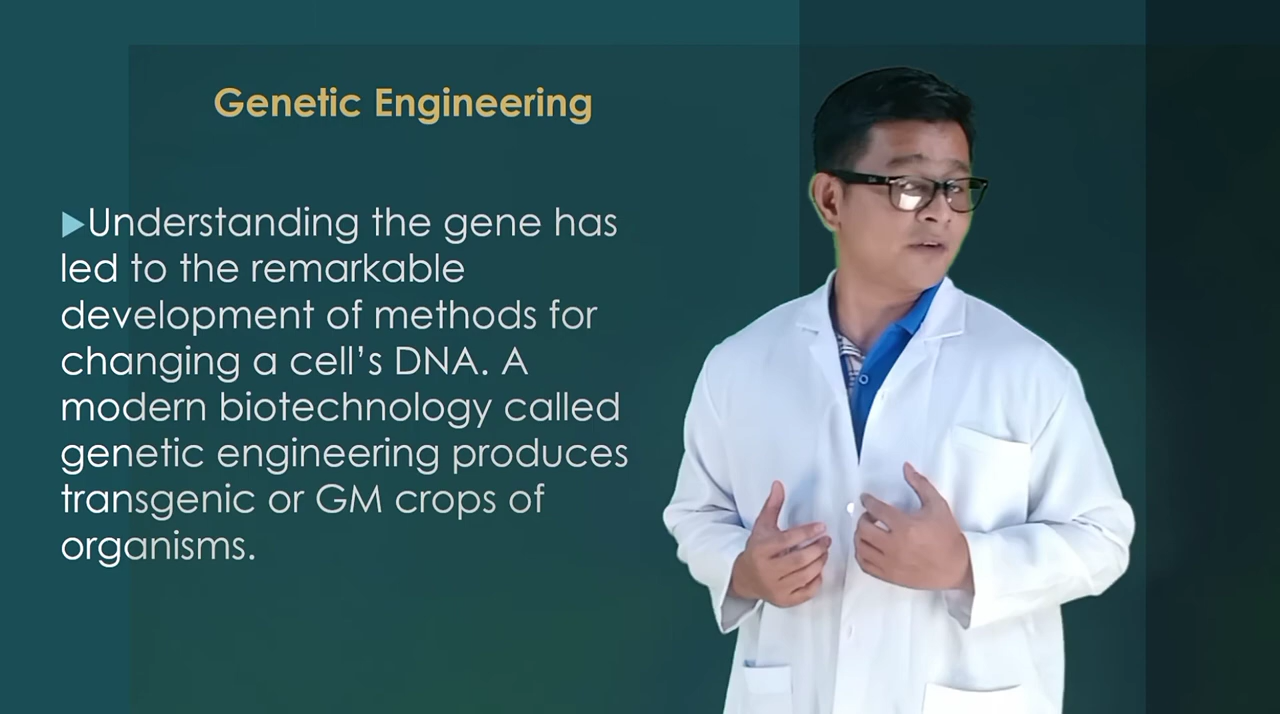 Genetic Engineering
Understanding the gene has
led to the remarkable
development of methods for
changing a cell's DNA. A
modern biotechnology called
genetic engineering produces
transgenic or GM crops of
organisms.